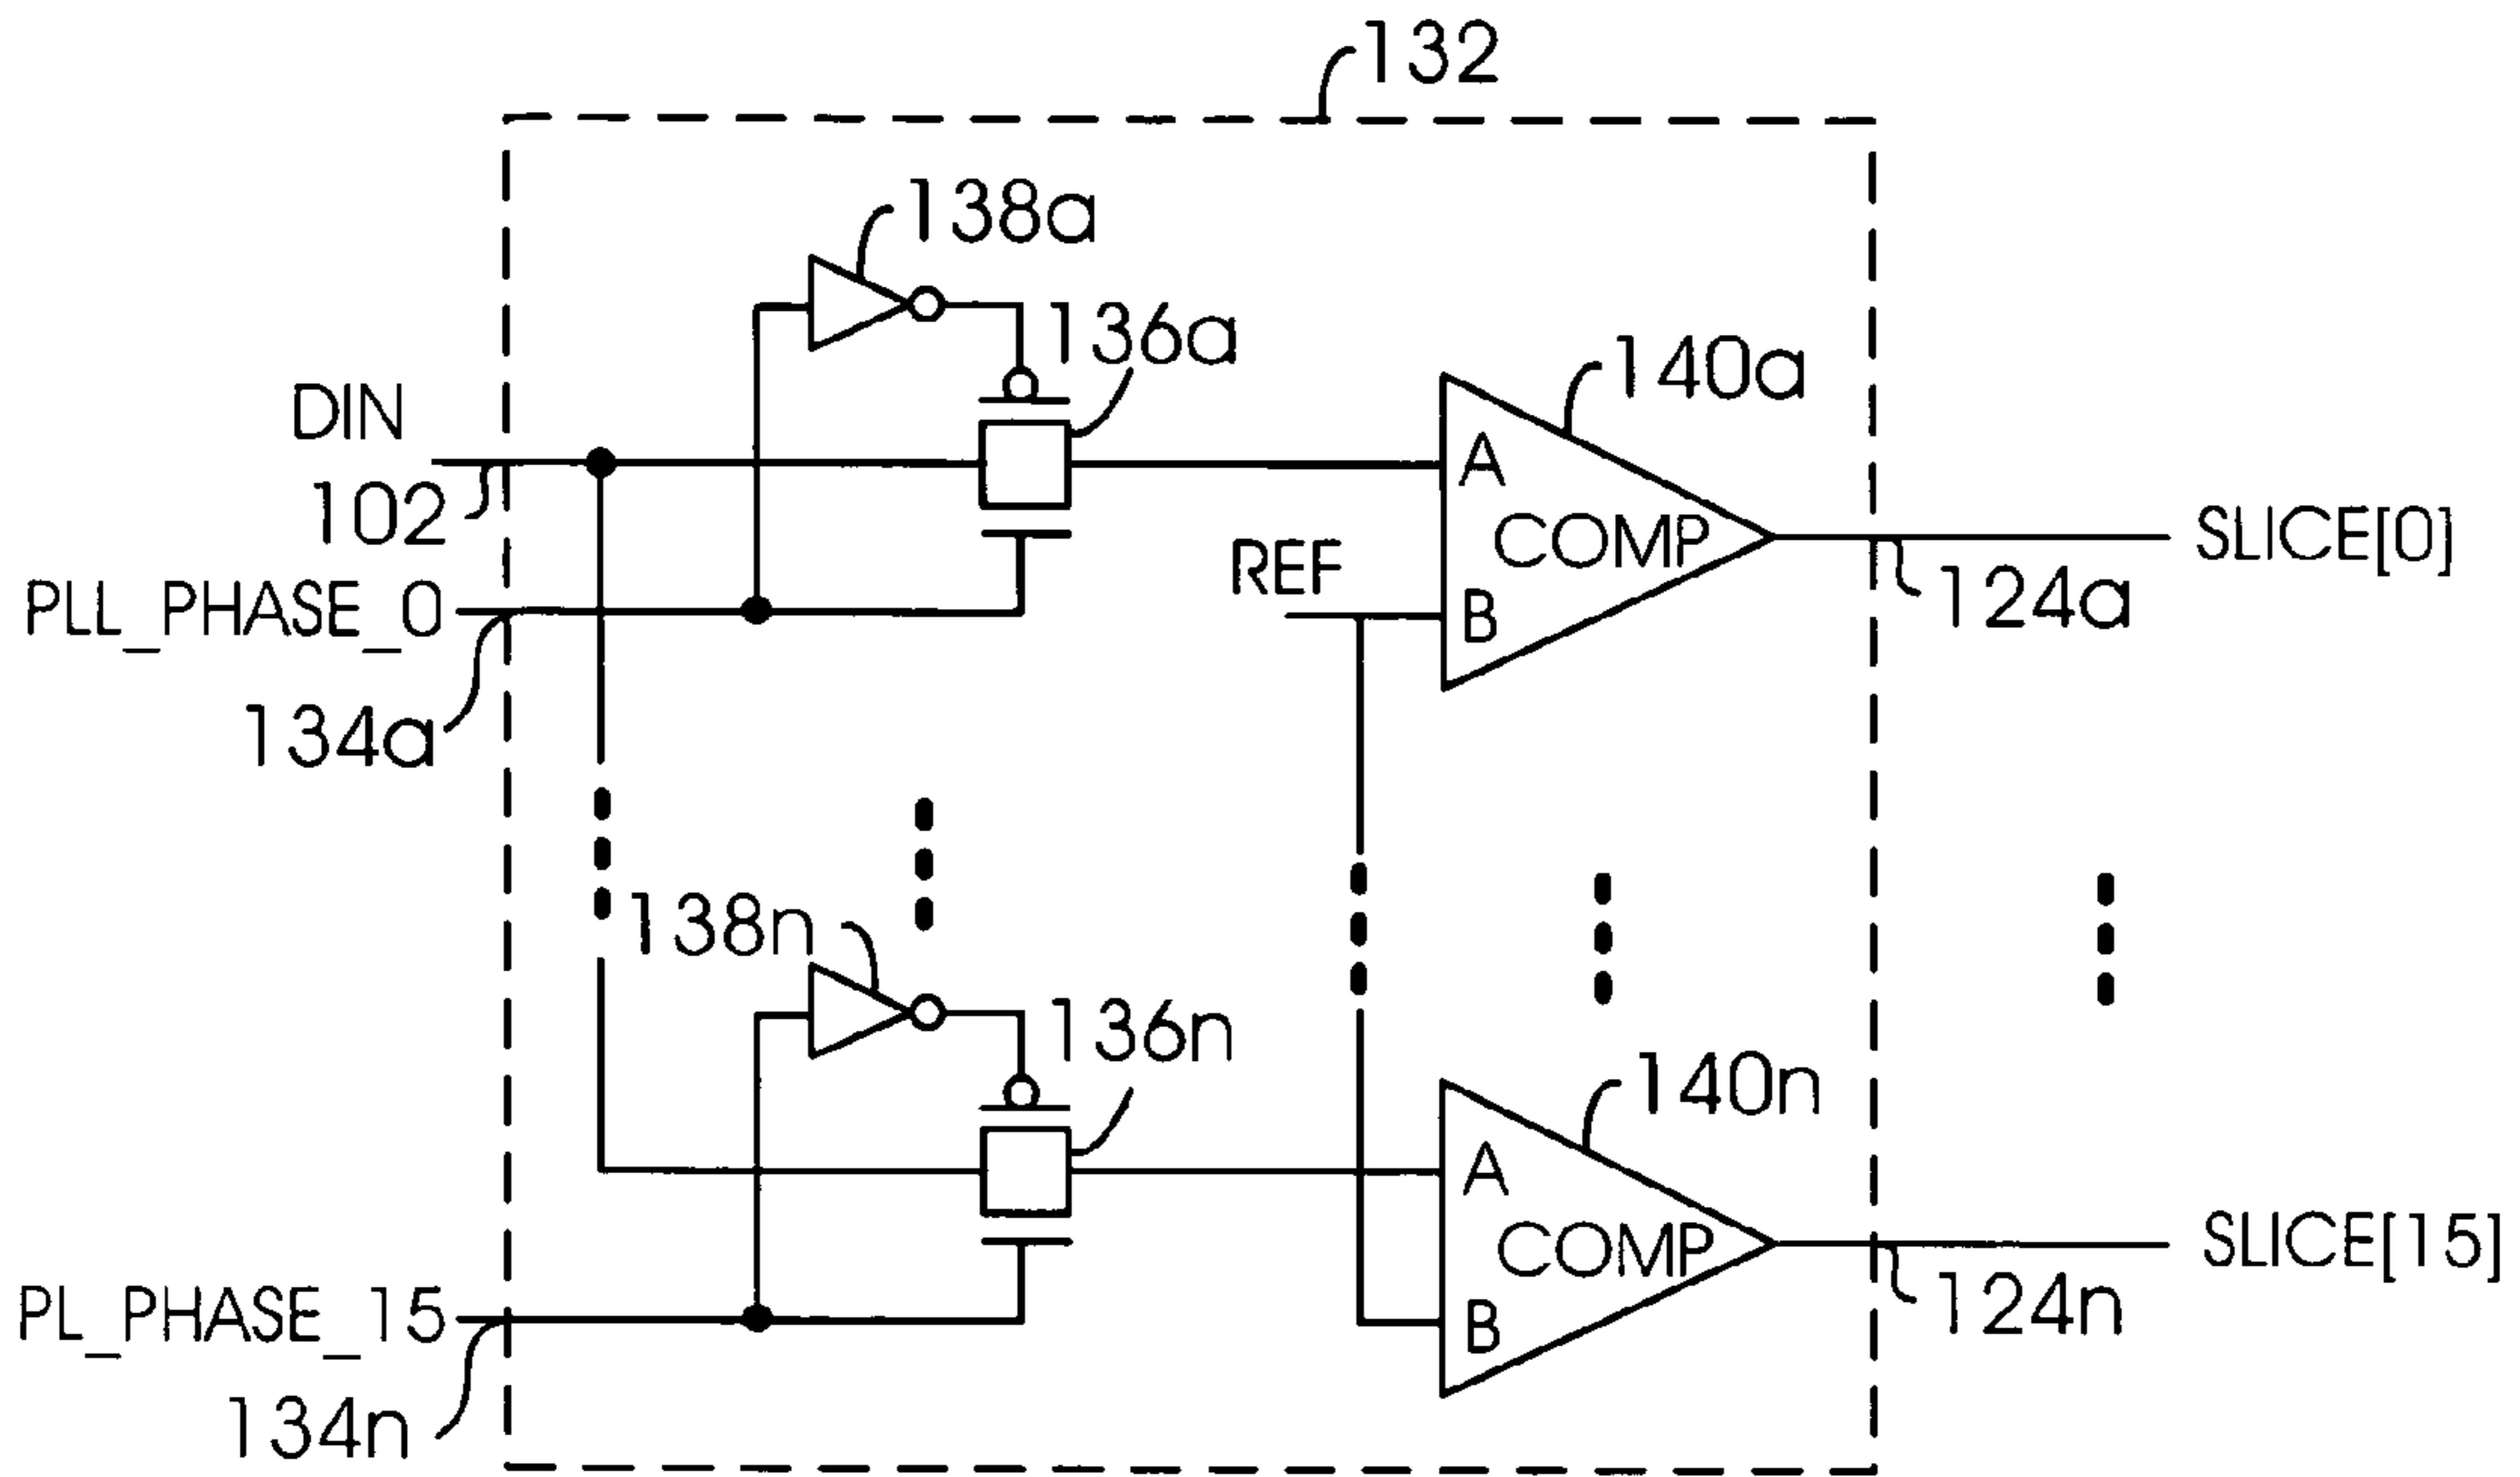 132
138a
136a
140a
DIN
A
102
COMP
SLICE[0]
REF
124a
PLL_PHASE_0
B
134a
138n
136n
140n
A
COMP
SLICE[15]
PL_PHASE_15
B
124n
134n